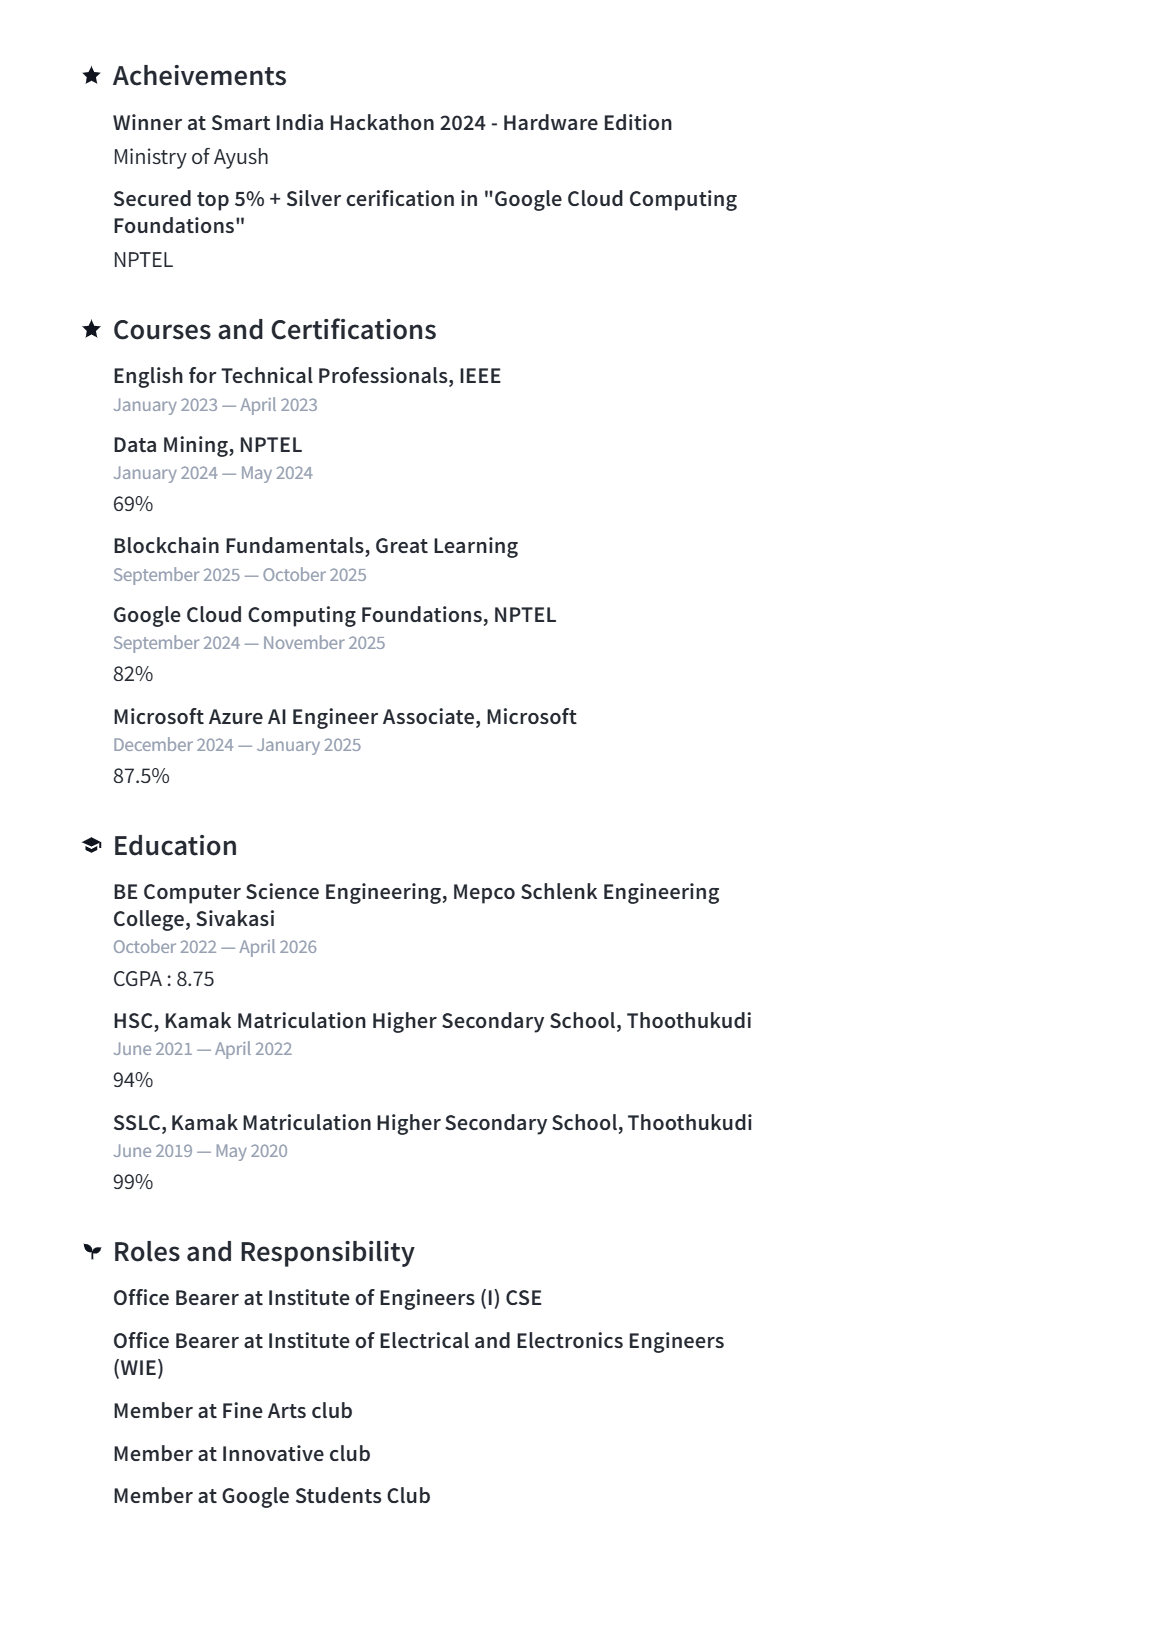 Acheivements
Winner at Smart India Hackathon 2024 - Hardware Edition
Ministry of Ayush
Secured top 5% + Silver cerification in "Google Cloud Computing
Foundations"
NPTEL
Courses and Certifications
English for Technical Professionals, IEEE
January 2023 — April 2023
Data Mining, NPTEL
January 2024 — May 2024
69%
Blockchain Fundamentals, Great Learning
September 2025 — October 2025
Google Cloud Computing Foundations, NPTEL
September 2024 — November 2025
82%
Microsoft Azure AI Engineer Associate, Microsoft
December 2024 — January 2025
87.5%
Education
BE Computer Science Engineering, Mepco Schlenk Engineering
College, Sivakasi
October 2022 — April 2026
CGPA : 8.75
HSC, Kamak Matriculation Higher Secondary School, Thoothukudi
June 2021 — April 2022
94%
SSLC, Kamak Matriculation Higher Secondary School, Thoothukudi
June 2019 — May 2020
99%
Roles and Responsibility
Office Bearer at Institute of Engineers (I) CSE
Office Bearer at Institute of Electrical and Electronics Engineers
(WIE)
Member at Fine Arts club
Member at Innovative club
Member at Google Students Club